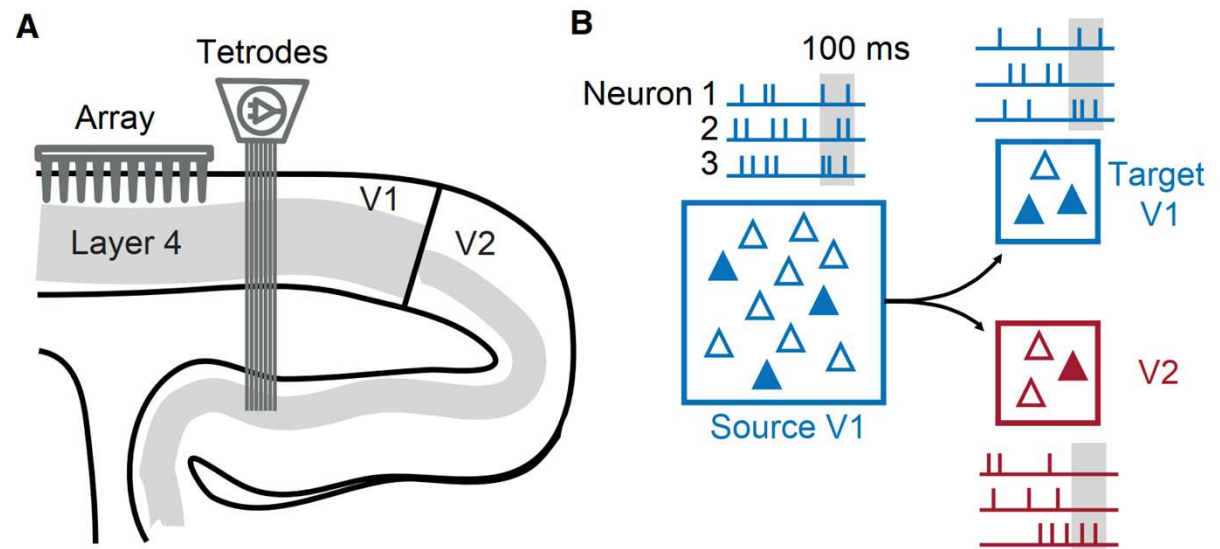 A
Tetrodes
Array
Layer 4
V1
V2
B
100 ms
Neuron 1
2
3
Source V1
Target
V1
V2